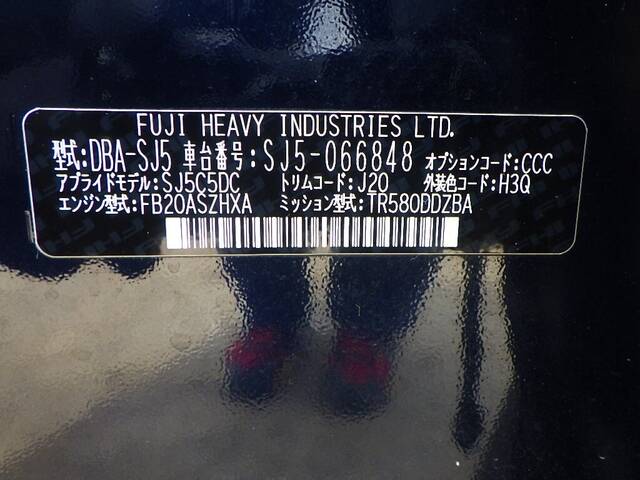 FUJI HEAVY INDUSTRIES LTD.
型式:DBA-SJ5 車台番号:SJ5-066848 オプションコード:CCC
アプライドモデル:SJ5C5DC トリムコード:J20 外装色コード:H3Q
エンジン型式:FB20ASZHXA ミッション型式:TR580DDZBA